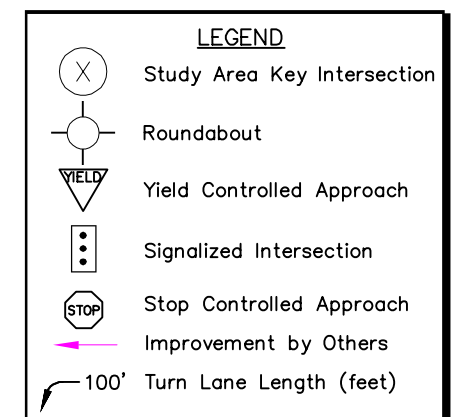 LEGEND
X Study Area Key Intersection
Roundabout
YIELD Yield Controlled Approach
Signalized Intersection
STOP Stop Controlled Approach
Improvement by Others
100' Turn Lane Length (feet)